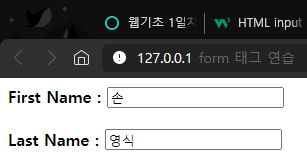 웹기초 1일차
HTML input
127.0.0.1 form 태그 연습
First Name : 손
Last Name : 영식